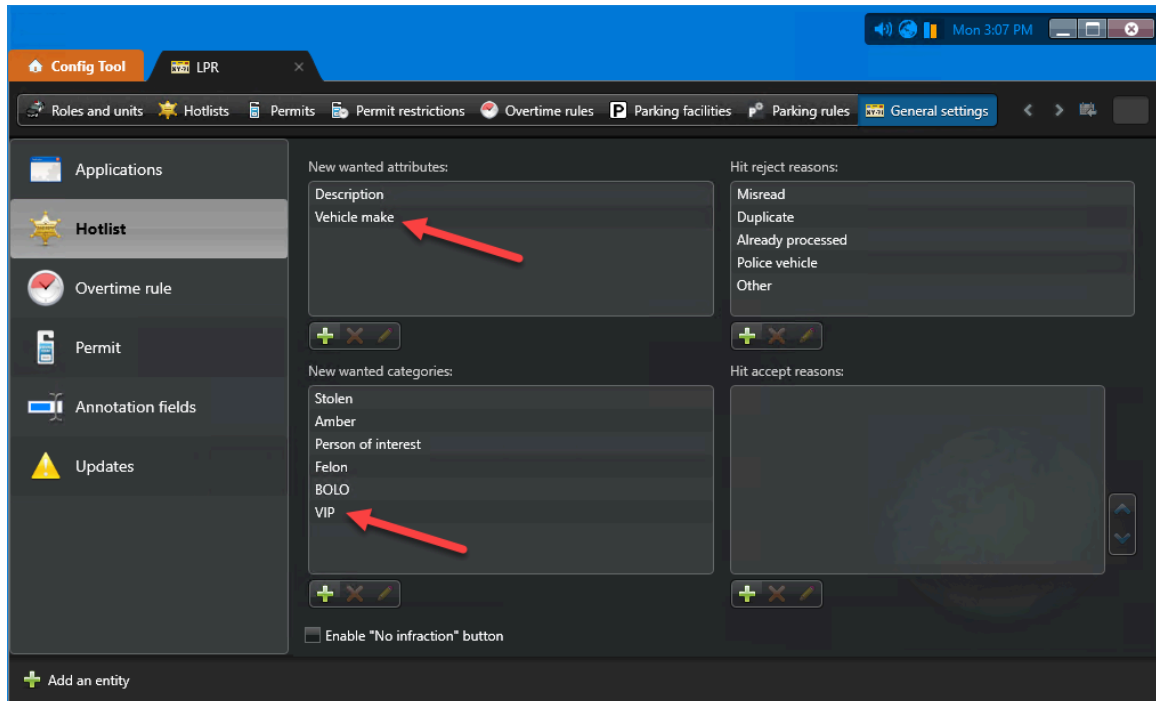 Mon 3:07 PM
Config Tool
LPR
Roles and units
Hotlists
Permits
Permit restrictions
Overtime rules
P Parking facilities
Parking rules
General settings
Applications
Hotlist
Overtime rule
Permit
Annotation fields
Updates
New wanted attributes:
Description
Vehicle make
Hit reject reasons:
Misread
Duplicate
Already processed
Police vehicle
Other
New wanted categories:
Stolen
Amber
Person of interest
Felon
BOLO
VIP
Hit accept reasons:
Enable "No infraction" button
Add an entity